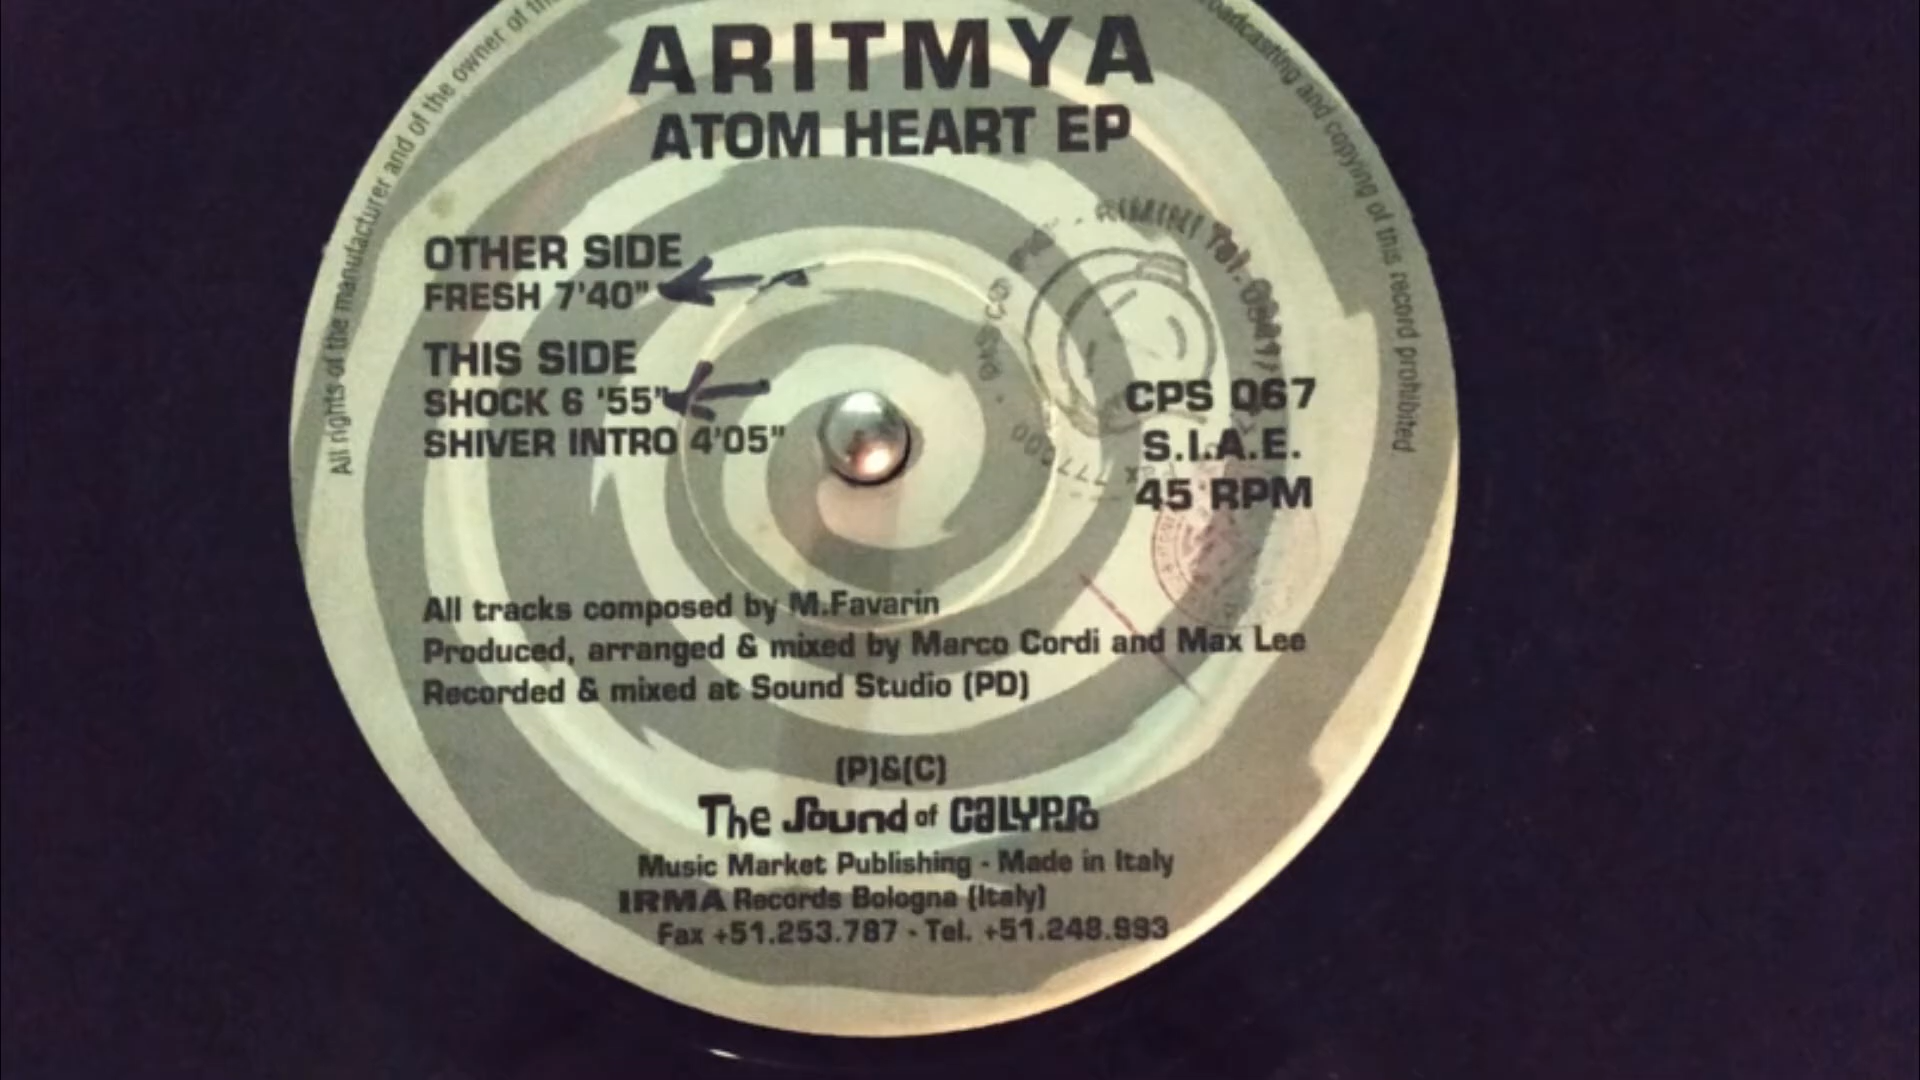 ARITMYA
ATOM HEART EP
OTHER SIDE
FRESH 7'40"
THIS SIDE
SHOCK 6 '55"
SHIVER INTRO 4'05"
CPS 067
S.I.A.E.
45 RPM
RIMINI Tel. 0541/
777500
All tracks composed by M.Favarin
Produced, arranged & mixed by Marco Cordi and Max Lee
Recorded & mixed at Sound Studio (PD)
(P)&(C)
The Sound of CALYPSO
Music Market Publishing - Made in Italy
IRMA Records Bologna (Italy)
Fax +51.253.787 - Tel. +51.248.993
All rights of the manufacturer and of the owner of
broadcasting and copying of this record prohibited